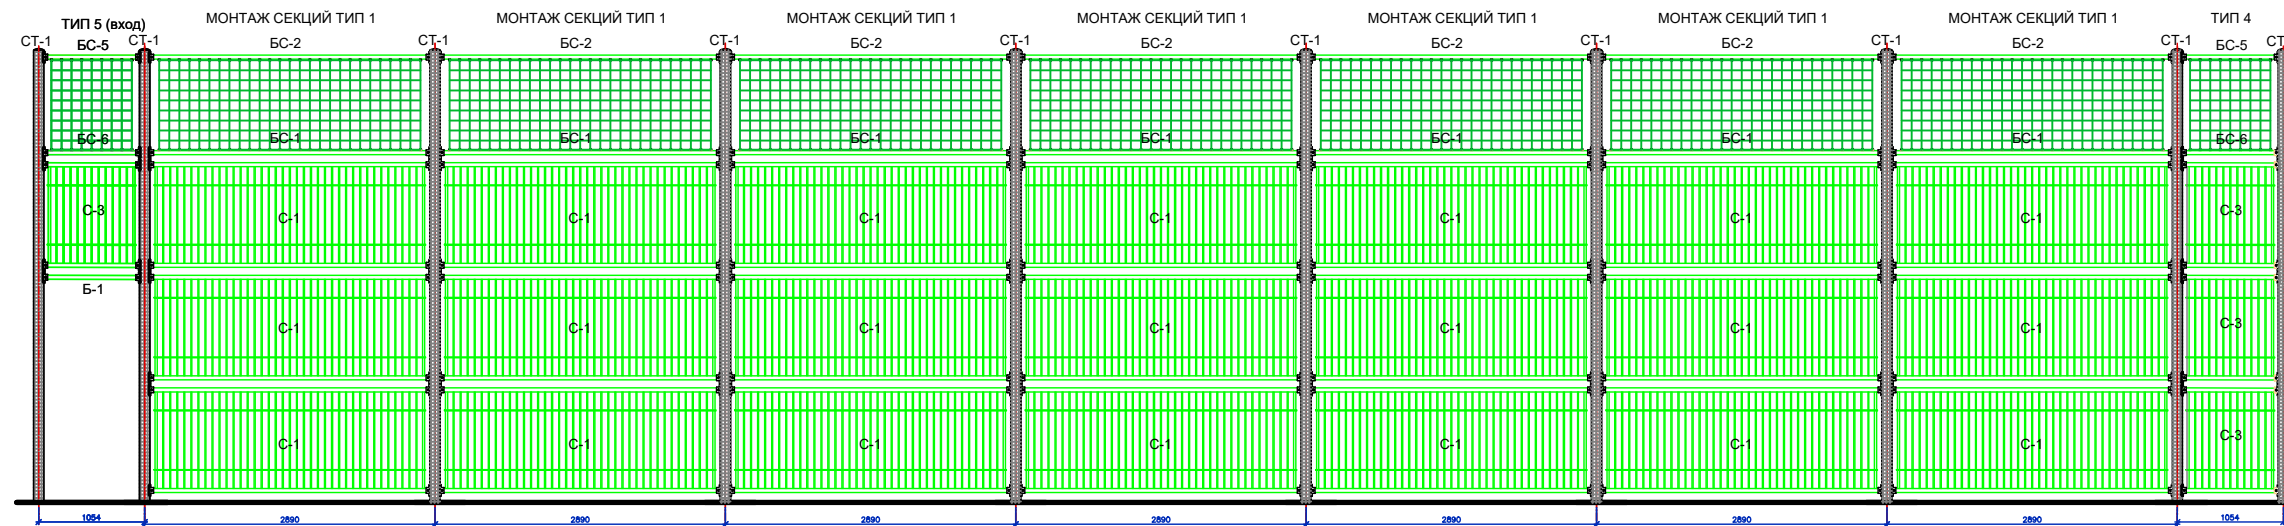 ТИП 5 (вход) МОНТАЖ СЕКЦИЙ ТИП 1 МОНТАЖ СЕКЦИЙ ТИП 1 МОНТАЖ СЕКЦИЙ ТИП 1 МОНТАЖ СЕКЦИЙ ТИП 1 МОНТАЖ СЕКЦИЙ ТИП 1 МОНТАЖ СЕКЦИЙ ТИП 1 МОНТАЖ СЕКЦИЙ ТИП 1 ТИП 4
СТ-1 БС-5 СТ-1 БС-2 СТ-1 БС-2 СТ-1 БС-2 СТ-1 БС-2 СТ-1 БС-2 СТ-1 БС-2 СТ-1 БС-2 СТ-1 БС-5 СТ
БС-6 БС-1 БС-1 БС-1 БС-1 БС-1 БС-1 БС-1 БС-6
С-3 С-1 С-1 С-1 С-1 С-1 С-1 С-1 С-3
Б-1
С-1 С-1 С-1 С-1 С-1 С-1 С-1 С-3
С-1 С-1 С-1 С-1 С-1 С-1 С-1 С-3
1054 2890 2890 2890 2890 2890 2890 2890 1054